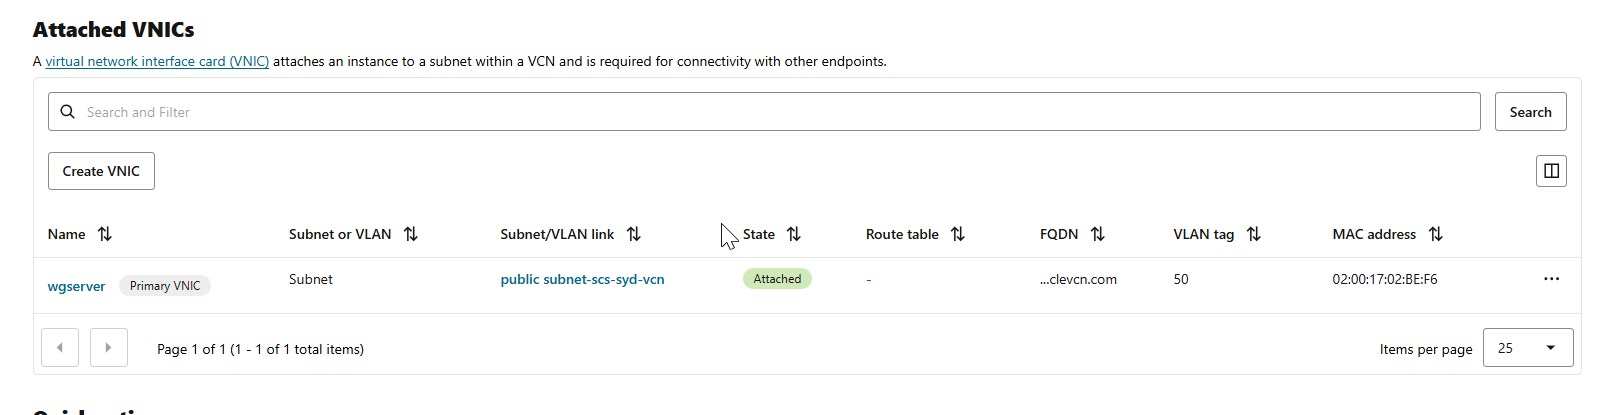 Attached VNICs
A virtual network interface card (VNIC) attaches an instance to a subnet within a VCN and is required for connectivity with other endpoints.
Search and Filter
Search
Create VNIC
Name Subnet or VLAN Subnet/VLAN link State Route table FQDN VLAN tag MAC address
wgserver Primary VNIC Subnet public subnet-scs-syd-vcn Attached - ...clevcn.com 50 02:00:17:02:BE:F6 ...
Page 1 of 1 (1 - 1 of 1 total items) Items per page 25